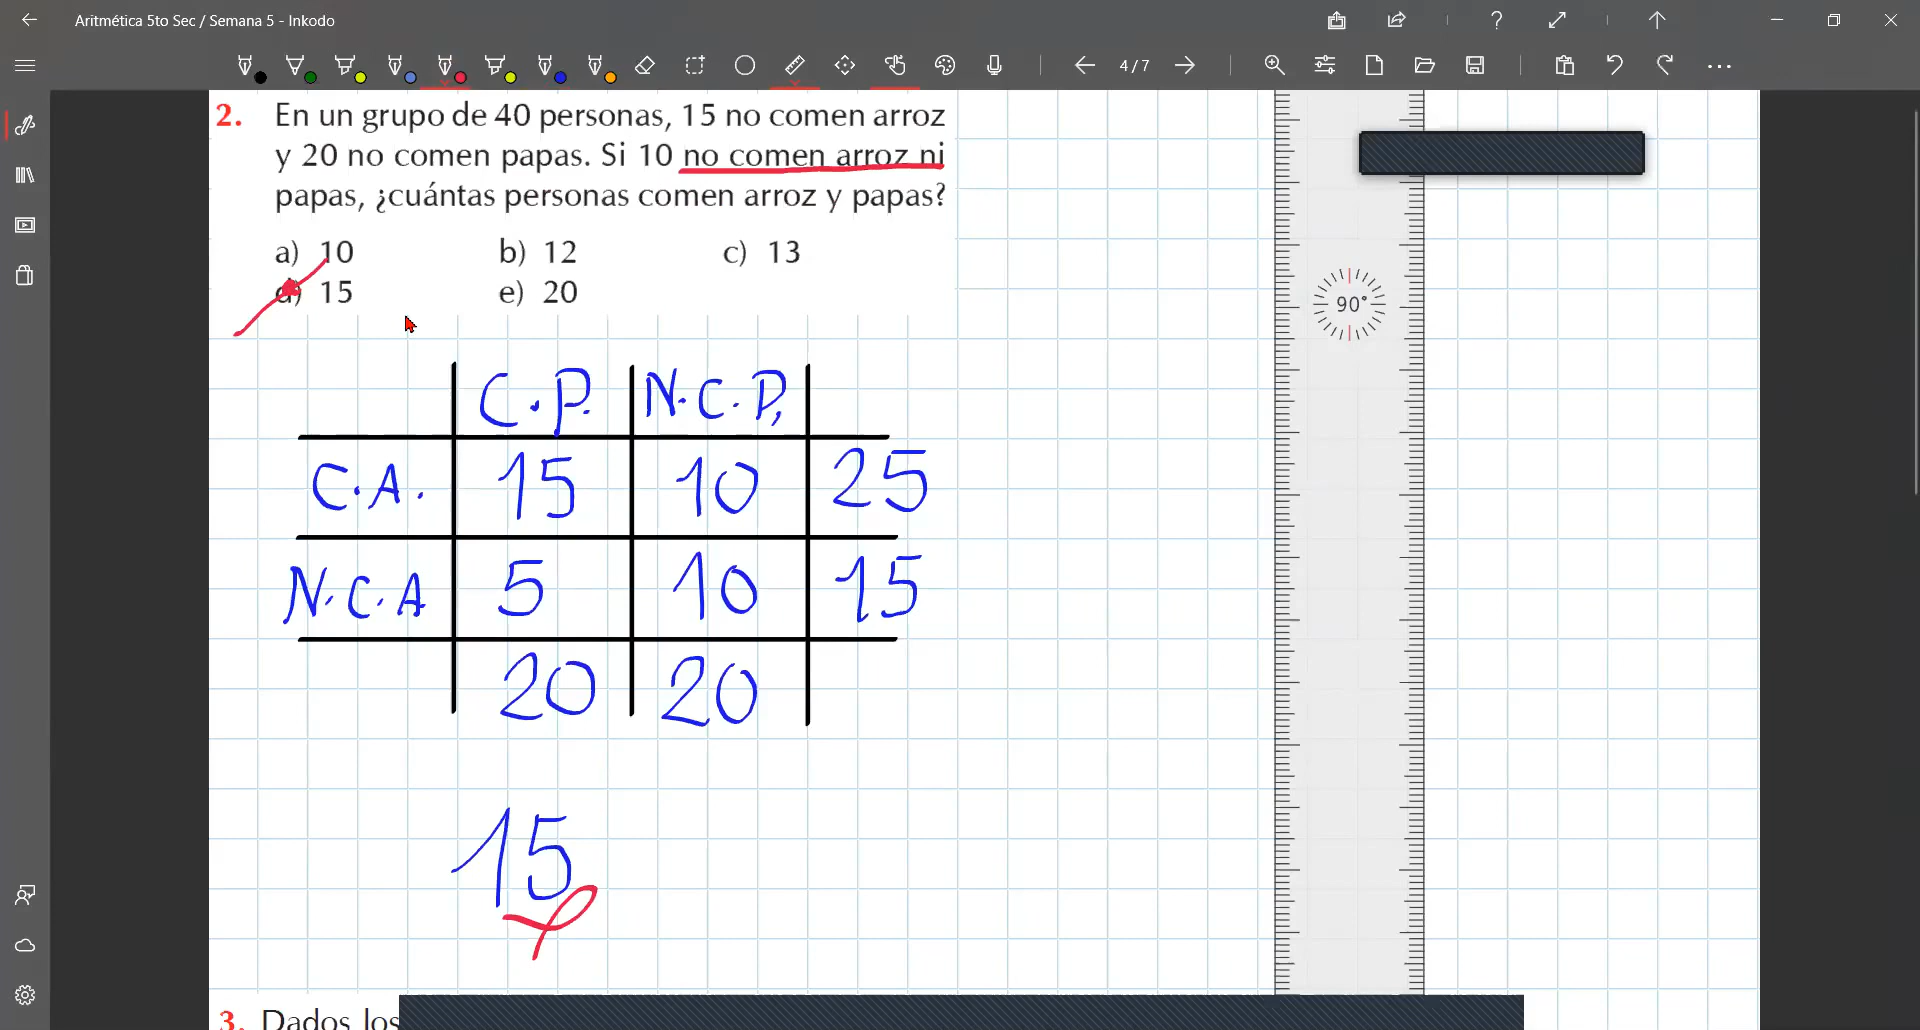 Aritmética 5to Sec / Semana 5 - Inkodo
4 / 7
2. En un grupo de 40 personas, 15 no comen arroz
y 20 no comen papas. Si 10 no comen arroz ni
papas, ¿cuántas personas comen arroz y papas?
a) 10 b) 12 c) 13
d) 15 e) 20
90°
C.P. N.C.P.
C.A. 15 10 25
N.C.A 5 10 15
20 20
15
3. Dados los